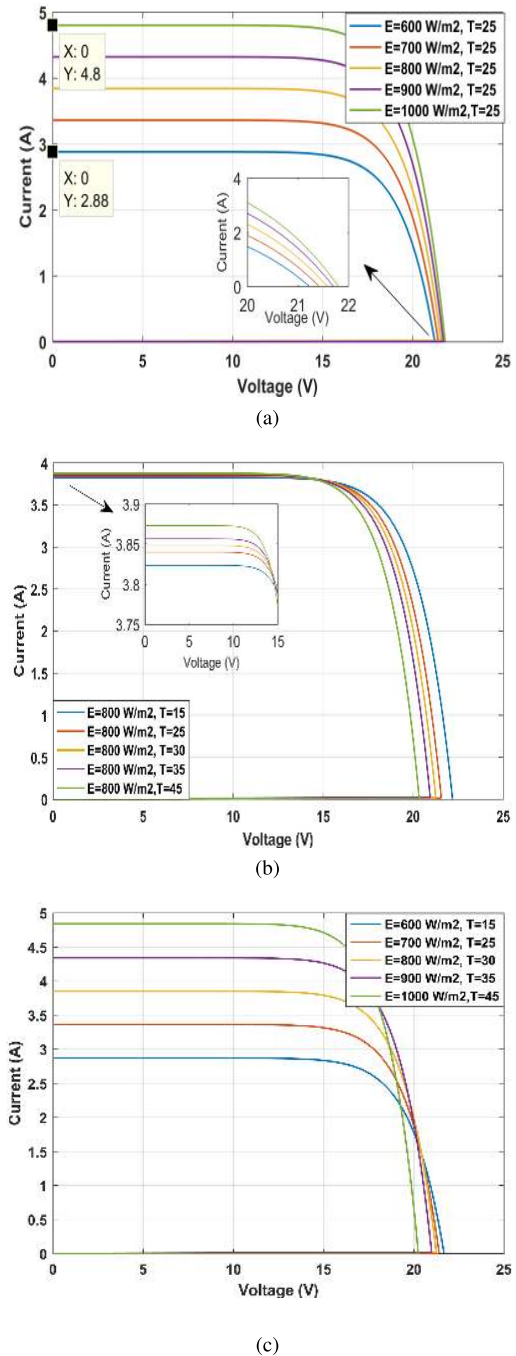 5
4
3
2
1
0
Current (A)
X: 0
Y: 4.8
X: 0
Y: 2.88
E=600 W/m2, T=25
E=700 W/m2, T=25
E=800 W/m2, T=25
E=900 W/m2, T=25
E=1000 W/m2,T=25
4
2
0
Current (A)
20 21 22
Voltage (V)
0 5 10 15 20 25
Voltage (V)
(a)
4
3.5
3
2.5
2
1.5
1
0.5
0
Current (A)
3.9
3.85
3.8
3.75
Current (A)
0 5 10 15
Voltage (V)
E=800 W/m2, T=15
E=800 W/m2, T=25
E=800 W/m2, T=30
E=800 W/m2, T=35
E=800 W/m2,T=45
0 5 10 15 20 25
Voltage (V)
(b)
5
4.5
4
3.5
3
2.5
2
1.5
1
0.5
0
Current (A)
E=600 W/m2, T=15
E=700 W/m2, T=25
E=800 W/m2, T=30
E=900 W/m2, T=35
E=1000 W/m2,T=45
0 5 10 15 20 25
Voltage (V)
(c)